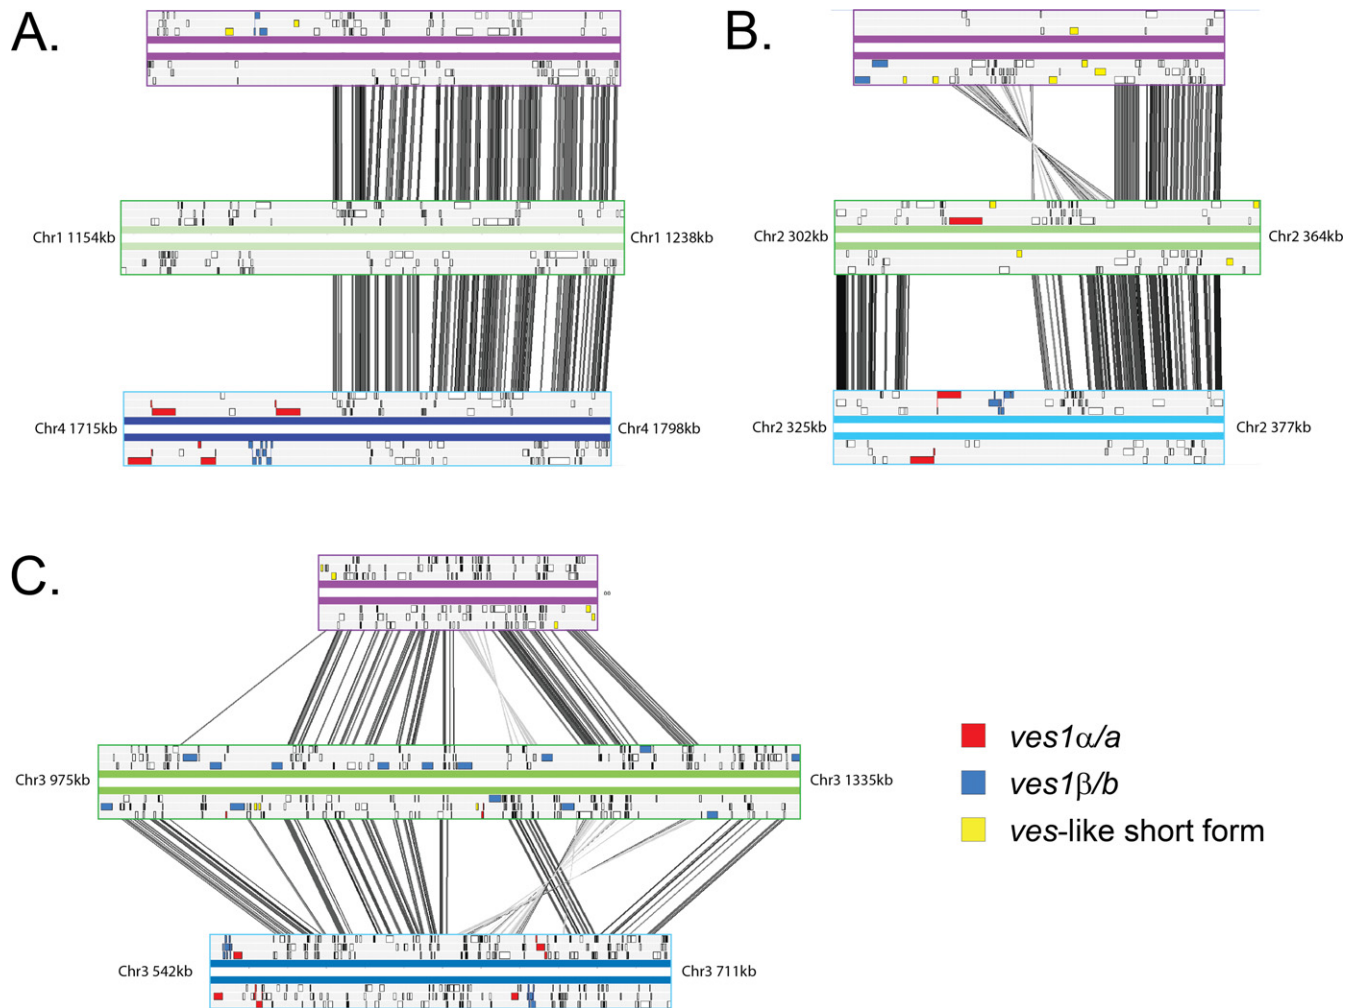 A.
B.
Chr1 1154kb
Chr1 1238kb
Chr2 302kb
Chr2 364kb
Chr4 1715kb
Chr4 1798kb
Chr2 325kb
Chr2 377kb
C.
Chr3 975kb
Chr3 1335kb
Chr3 542kb
Chr3 711kb
ves1α/a
ves1β/b
ves-like short form